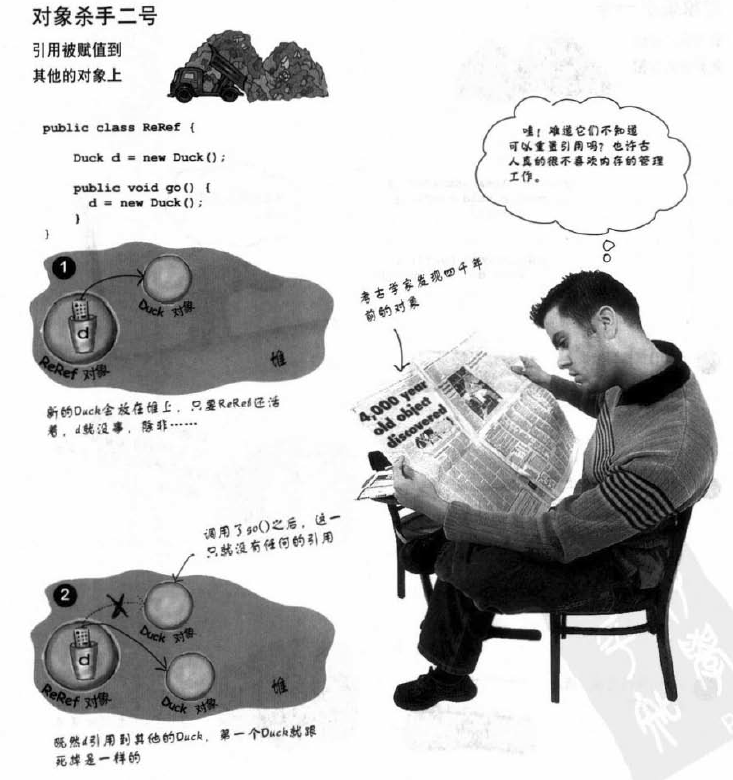 对象杀手二号
引用被赋值到
其他的对象上
public class ReRef {
Duck d = new Duck();
public void go() {
d = new Duck();
}
}
哇！难道它们不知道
可以重置引用吗？也许古
人真的很不喜欢内存的管理
工作。
1
d
Duck 对象
ReRef 对象
堆
新的Duck会放在堆上，只要ReRef还活
着，d就没事，除非……
考古学家发现四千年
前的对象
4,000 year
old object
discovered
调用了go()之后，这一
只就没有任何的引用
2
d
Duck 对象
ReRef 对象
Duck 对象
堆
既然d引用到其他的Duck，第一个Duck就跟
死掉是一样的